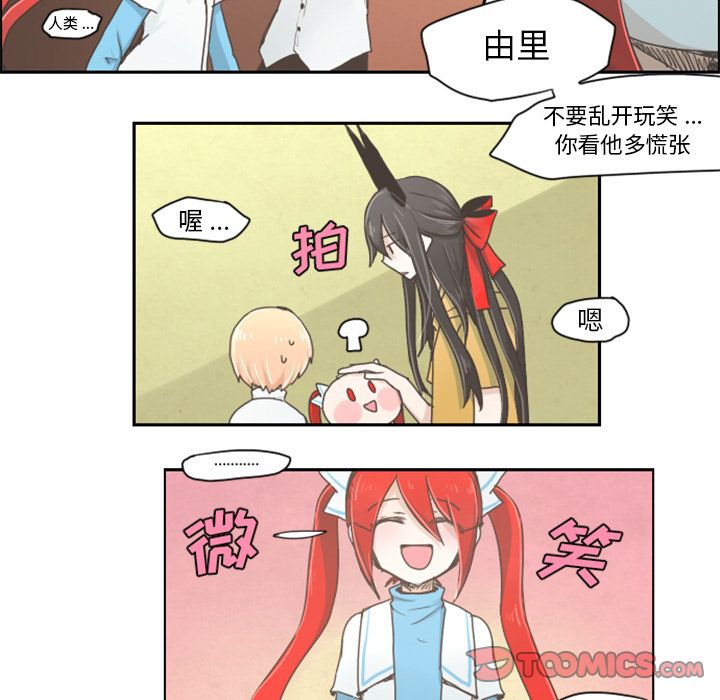 人类 ...
由里
不要乱开玩笑 ...
你看他多慌张
喔 ...
拍
嗯
............
微
笑
TOOMICS.COM